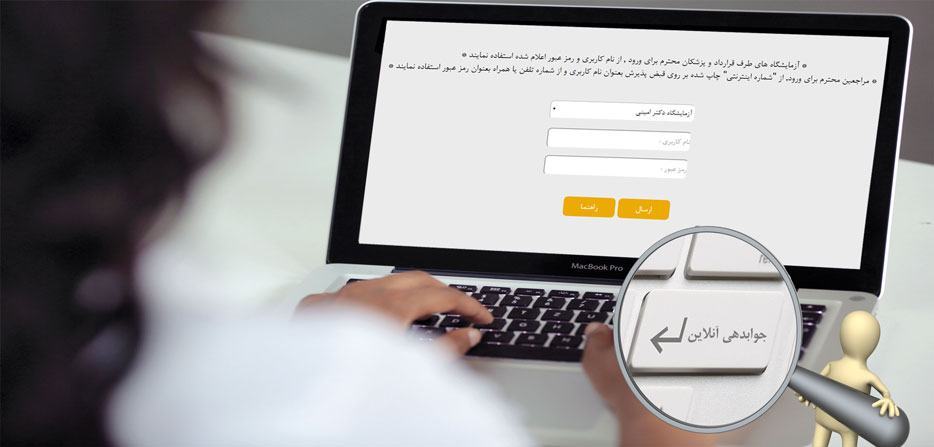 * آزمایشگاه های طرف قرارداد و پزشکان محترم برای ورود , از نام کاربری و رمز عبور اعلام شده استفاده نمایند *
* مراجعین محترم برای ورود, از "شماره اینترنتی" چاپ شده بر روی قبض پذیرش بعنوان نام کاربری و از شماره تلفن یا همراه بعنوان رمز عبور استفاده نمایند *
آزمایشگاه دکتر امینی
نام کاربری :
رمز عبور :
ارسال
راهنما
MacBook Pro
جوابدهی آنلاین